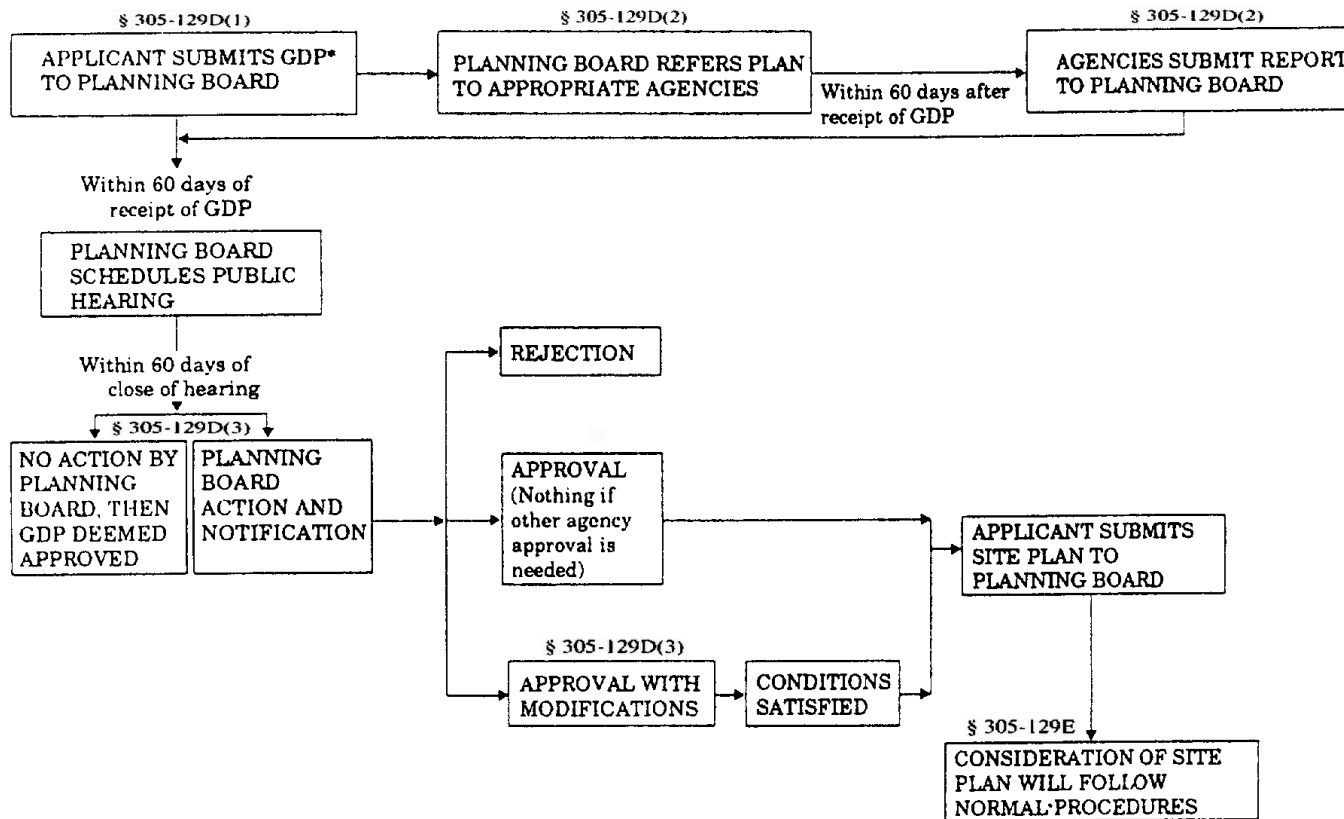 § 305-129D(1)
APPLICANT SUBMITS GDP*
TO PLANNING BOARD
§ 305-129D(2)
PLANNING BOARD REFERS PLAN
TO APPROPRIATE AGENCIES
Within 60 days after
receipt of GDP
§ 305-129D(2)
AGENCIES SUBMIT REPORT
TO PLANNING BOARD
Within 60 days of
receipt of GDP
PLANNING BOARD
SCHEDULES PUBLIC
HEARING
Within 60 days of
close of hearing
§ 305-129D(3)
NO ACTION BY
PLANNING
BOARD, THEN
GDP DEEMED
APPROVED
PLANNING
BOARD
ACTION AND
NOTIFICATION
REJECTION
APPROVAL
(Nothing if
other agency
approval is
needed)
§ 305-129D(3)
APPROVAL WITH
MODIFICATIONS
CONDITIONS
SATISFIED
APPLICANT SUBMITS
SITE PLAN TO
PLANNING BOARD
§ 305-129E
CONSIDERATION OF SITE
PLAN WILL FOLLOW
NORMAL·PROCEDURES